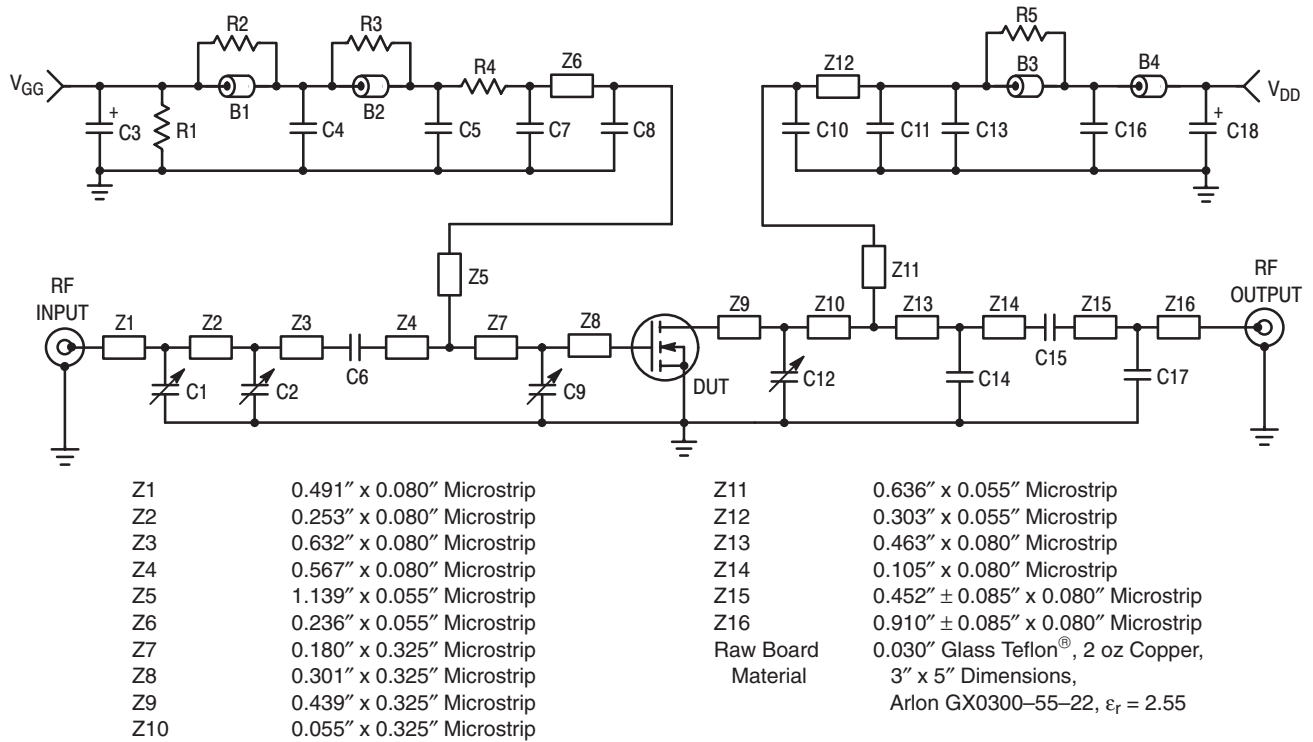 R2
R3
R4
Z6
VGG
+
C3
R1
B1
C4
B2
C5
C7
C8
R5
Z12
B3
B4
VDD
C10
C11
C13
C16
+
C18
Z5
Z11
RF
INPUT
Z1
Z2
Z3
Z4
Z7
Z8
C1
C2
C6
C9
DUT
Z9
Z10
Z13
Z14
Z15
Z16
C12
C14
C15
C17
RF
OUTPUT
Z1 0.491″ x 0.080″ Microstrip
Z2 0.253″ x 0.080″ Microstrip
Z3 0.632″ x 0.080″ Microstrip
Z4 0.567″ x 0.080″ Microstrip
Z5 1.139″ x 0.055″ Microstrip
Z6 0.236″ x 0.055″ Microstrip
Z7 0.180″ x 0.325″ Microstrip
Z8 0.301″ x 0.325″ Microstrip
Z9 0.439″ x 0.325″ Microstrip
Z10 0.055″ x 0.325″ Microstrip
Z11 0.636″ x 0.055″ Microstrip
Z12 0.303″ x 0.055″ Microstrip
Z13 0.463″ x 0.080″ Microstrip
Z14 0.105″ x 0.080″ Microstrip
Z15 0.452″ ± 0.085″ x 0.080″ Microstrip
Z16 0.910″ ± 0.085″ x 0.080″ Microstrip
Raw Board 0.030″ Glass Teflon®, 2 oz Copper,
Material 3″ x 5″ Dimensions,
Arlon GX0300–55–22, εr = 2.55